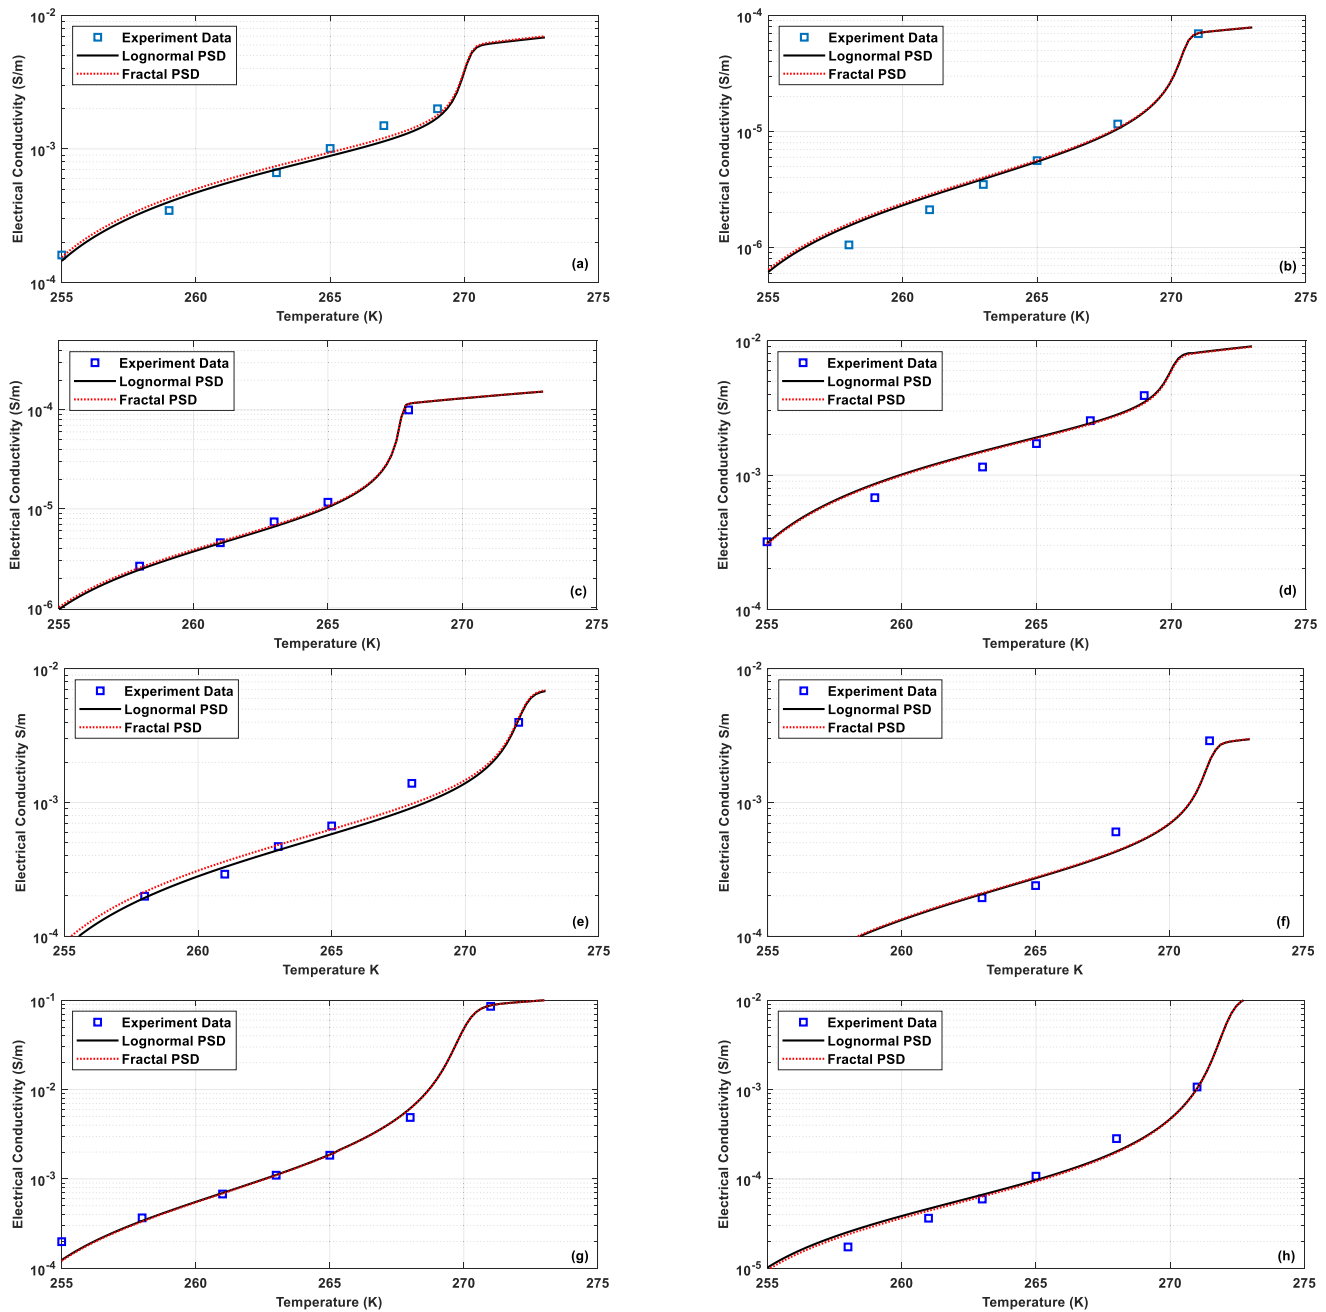 10^-2
10^-3
10^-4
Electrical Conductivity (S/m)
Experiment Data
Lognormal PSD
Fractal PSD
(a)
255 260 265 270 275
Temperature (K)
10^-4
10^-5
10^-6
Electrical Conductivity (S/m)
Experiment Data
Lognormal PSD
Fractal PSD
(b)
255 260 265 270 275
Temperature (K)
10^-4
10^-5
10^-6
Electrical Conductivity (S/m)
Experiment Data
Lognormal PSD
Fractal PSD
(c)
255 260 265 270 275
Temperature (K)
10^-2
10^-3
10^-4
Electrical Conductivity (S/m)
Experiment Data
Lognormal PSD
Fractal PSD
(d)
255 260 265 270 275
Temperature (K)
10^-2
10^-3
10^-4
Electrical Conductivity S/m
Experiment Data
Lognormal PSD
Fractal PSD
(e)
255 260 265 270 275
Temperature K
10^-2
10^-3
10^-4
Electrical Conductivity (S/m)
Experiment Data
Lognormal PSD
Fractal PSD
(f)
255 260 265 270 275
Temperature K
10^-1
10^-2
10^-3
10^-4
Electrical Conductivity (S/m)
Experiment Data
Lognormal PSD
Fractal PSD
(g)
255 260 265 270 275
Temperature (K)
10^-2
10^-3
10^-4
10^-5
Electrical Conductivity (S/m)
Experiment Data
Lognormal PSD
Fractal PSD
(h)
255 260 265 270 275
Temperature (K)